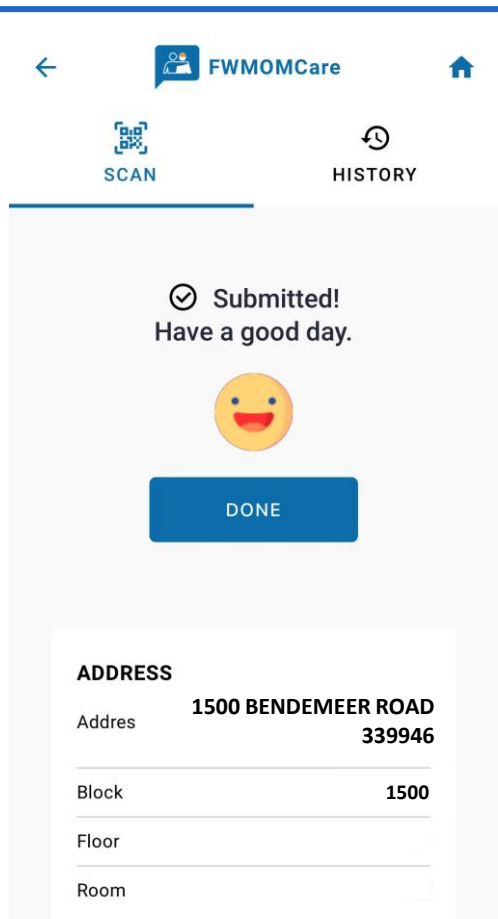 FWMOMCare
SCAN
HISTORY
Submitted!
Have a good day.
DONE
ADDRESS
Addres 1500 BENDEMEER ROAD
339946
Block 1500
Floor
Room